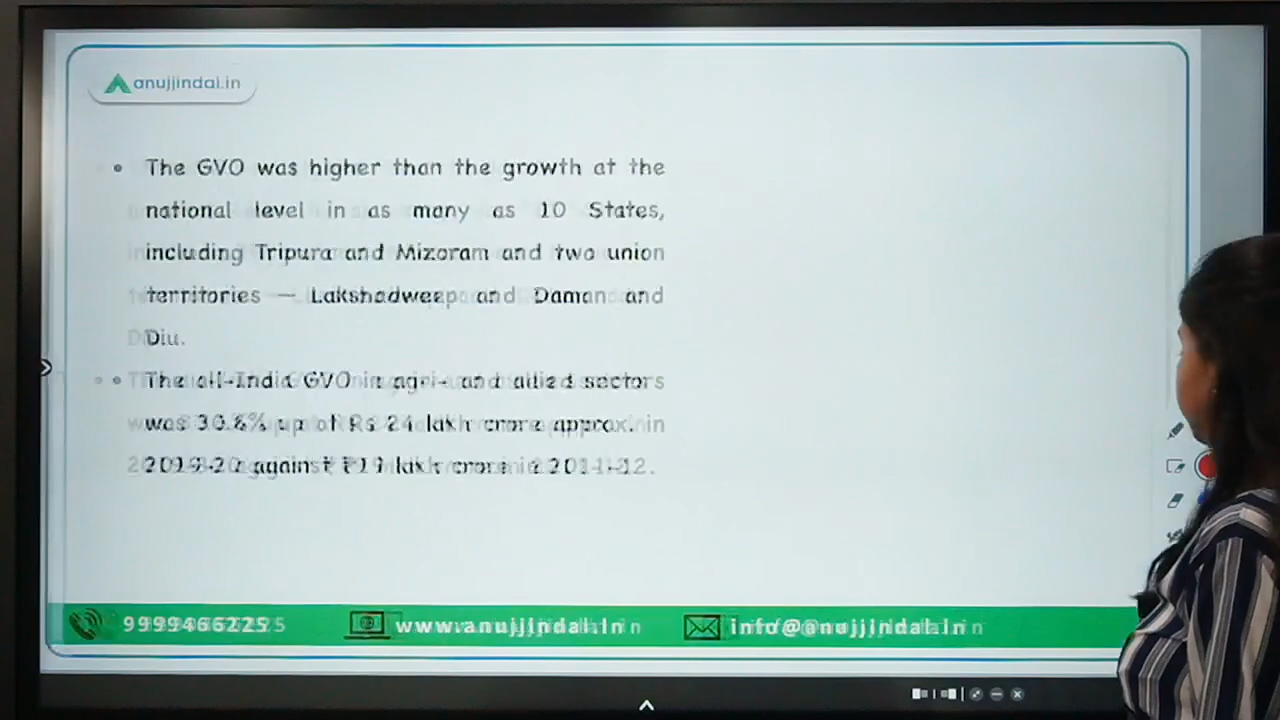 anujjindal.in
• The GVO was higher than the growth at the
national level in as many as 10 States,
including Tripura and Mizoram and two union
territories — Lakshadweep and Daman and
Diu.
• The all-India GVO in agri- and allied sectors
was 30.6% up at Rs 24 lakh crore approx. in
2019-20 against ₹19 lakh crore in 2011-12.
9999466225 www.anujjindal.in info@anujjindal.in